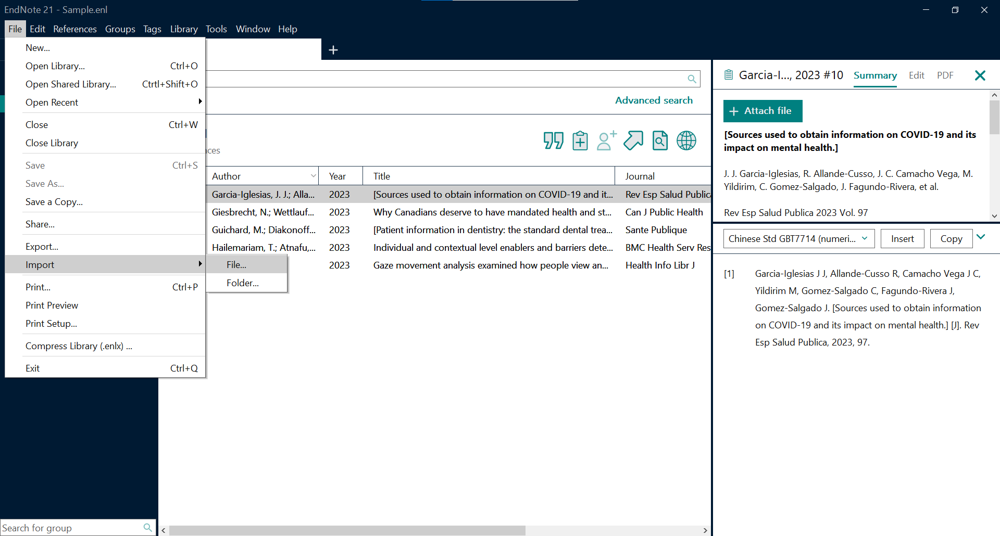 EndNote 21 - Sample.enl
File Edit References Groups Tags Library Tools Window Help
New...
Open Library... Ctrl+O
Open Shared Library... Ctrtl+Shift+O
Open Recent
Close Ctrl+W
Close Library
Save Ctrl+S
Save As...
Save a Copy...
Share...
Export...
Import
File...
Folder...
Print... Ctrl+P
Print Preview
Print Setup...
Compress Library (.enlx) ...
Exit Ctrl+Q
Search for group
Advanced search
Author Year Title Journal
Garcia-Iglesias, J. J.; Alla... 2023 [Sources used to obtain information on COVID-19 and it... Rev Esp Salud Publica
Giesbrecht, N.; Wettlauf... 2023 Why Canadians deserve to have mandated health and st... Can J Public Health
Guichard, M.; Diakonoff... 2023 [Patient information in dentistry: the standard dental trea... Sante Publique
Hailemariam, T.; Atnafu,... 2023 Individual and contextual level enablers and barriers dete... BMC Health Serv Res
2023 Gaze movement analysis examined how people view an... Health Info Libr J
Garcia-I..., 2023 #10 Summary Edit PDF
Attach file
[Sources used to obtain information on COVID-19 and its
impact on mental health.]
J. J. Garcia-Iglesias, R. Allande-Cusso, J. C. Camacho Vega, M.
Yildirim, C. Gomez-Salgado, J. Fagundo-Rivera, et al.
Rev Esp Salud Publica 2023 Vol. 97
Chinese Std GBT7714 (numeri... Insert Copy
[1] Garcia-Iglesias J J, Allande-Cusso R, Camacho Vega J C,
Yildirim M, Gomez-Salgado C, Fagundo-Rivera J,
Gomez-Salgado J. [Sources used to obtain information
on COVID-19 and its impact on mental health.] [J]. Rev
Esp Salud Publica, 2023, 97.